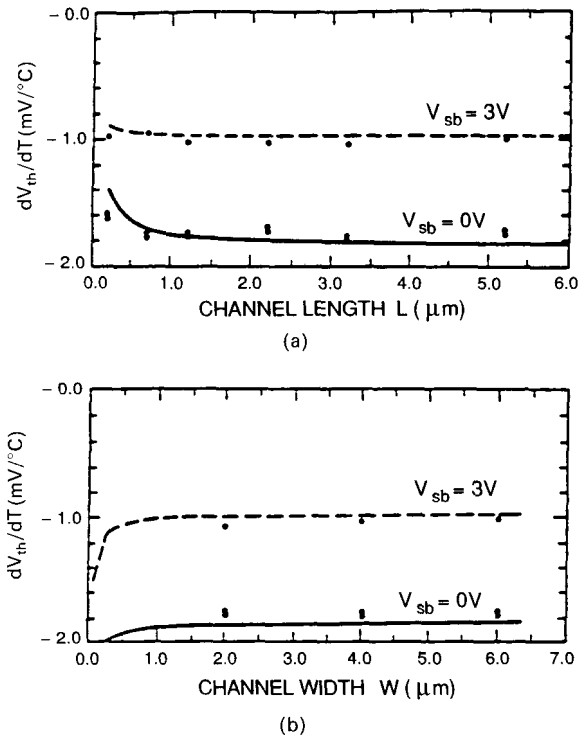 dV_th/dT (mV/°C)
- 0.0
- 1.0
- 2.0
V_sb = 3V
V_sb = 0V
0.0 1.0 2.0 3.0 4.0 5.0 6.0
CHANNEL LENGTH L ( μm)
(a)
dV_th/dT (mV/°C)
- 0.0
- 1.0
- 2.0
V_sb = 3V
V_sb = 0V
0.0 1.0 2.0 3.0 4.0 5.0 6.0 7.0
CHANNEL WIDTH W ( μm)
(b)